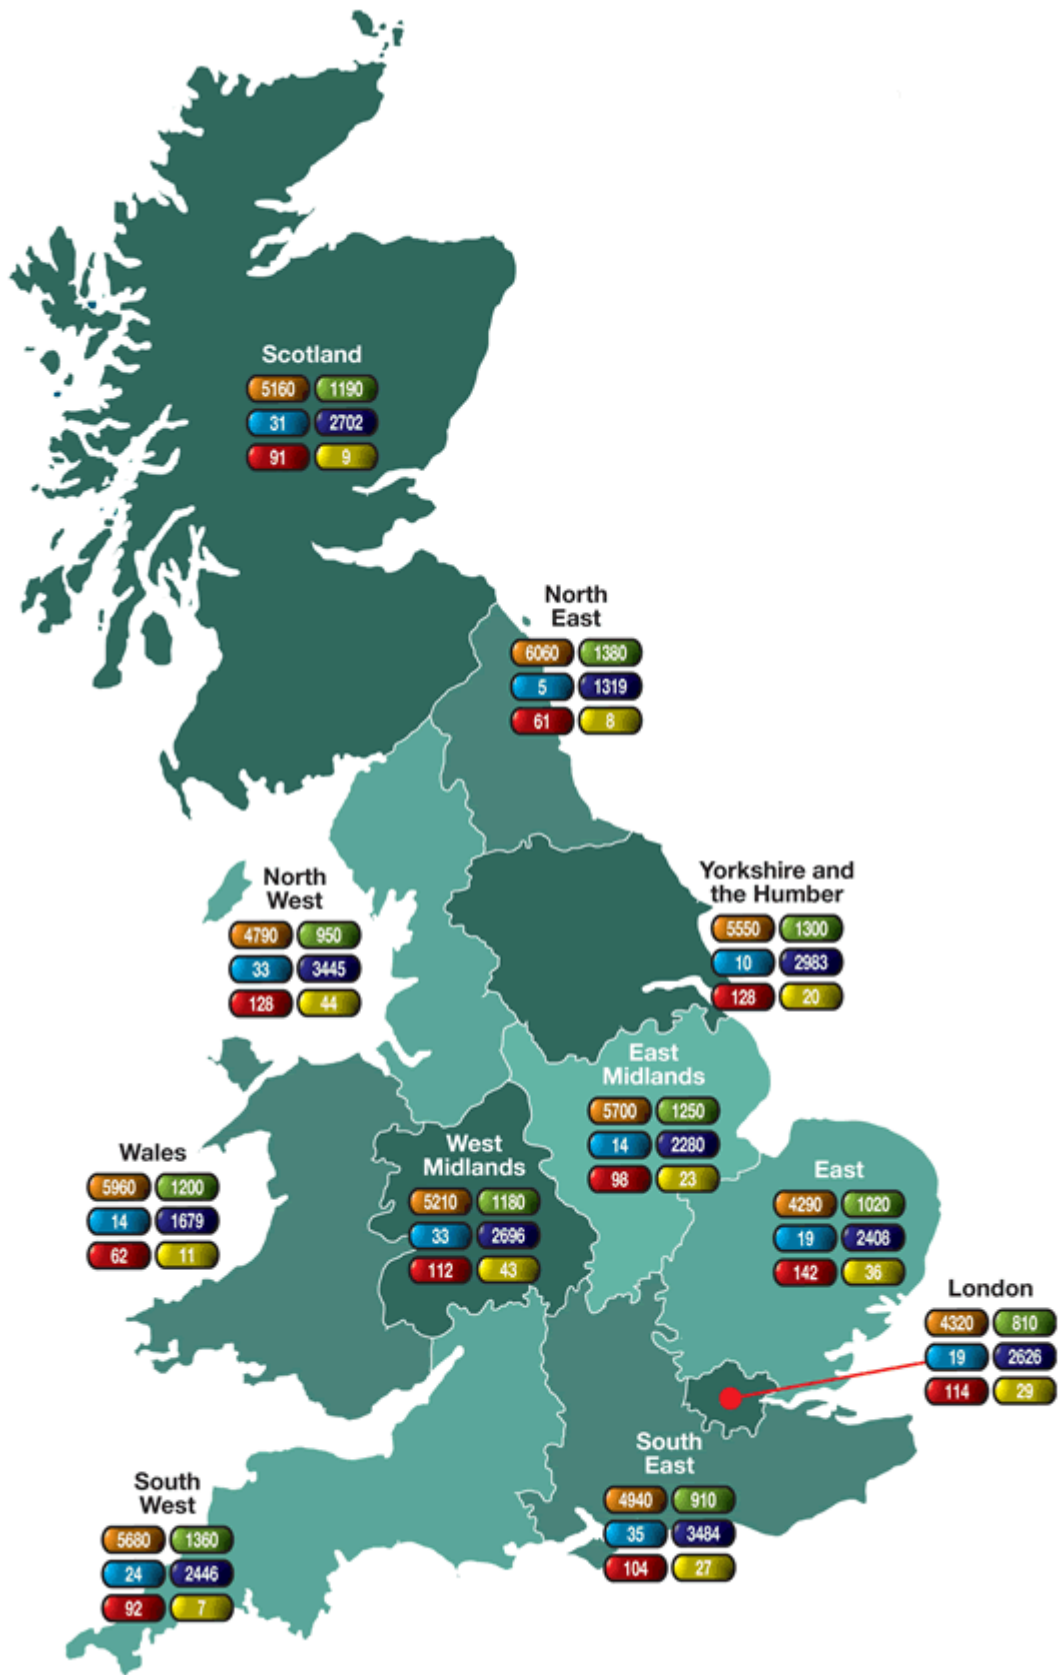 Scotland
5160 1190
31 2702
91 9
North
East
6060 1380
5 1319
61 8
North
West
4790 950
33 3445
128 44
Yorkshire and
the Humber
5550 1300
10 2983
128 20
East
Midlands
5700 1250
14 2280
98 23
West
Midlands
5210 1180
33 2696
112 43
Wales
5960 1200
14 1679
62 11
East
4290 1020
19 2408
142 36
London
4320 810
19 2626
114 29
South
East
4940 910
35 3484
104 27
South
West
5680 1360
24 2446
92 7